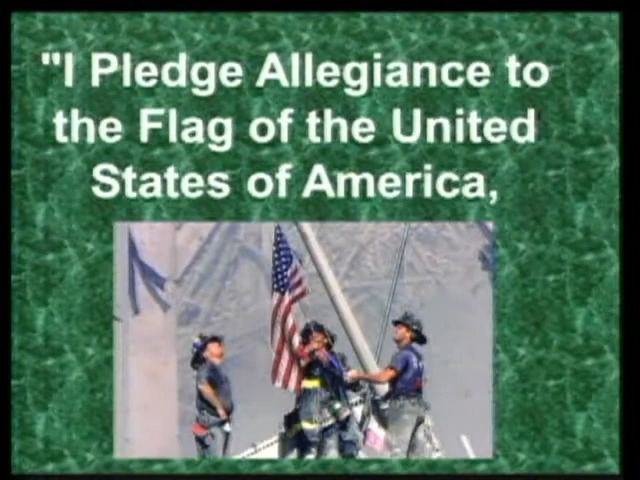 "I Pledge Allegiance to
the Flag of the United
States of America,